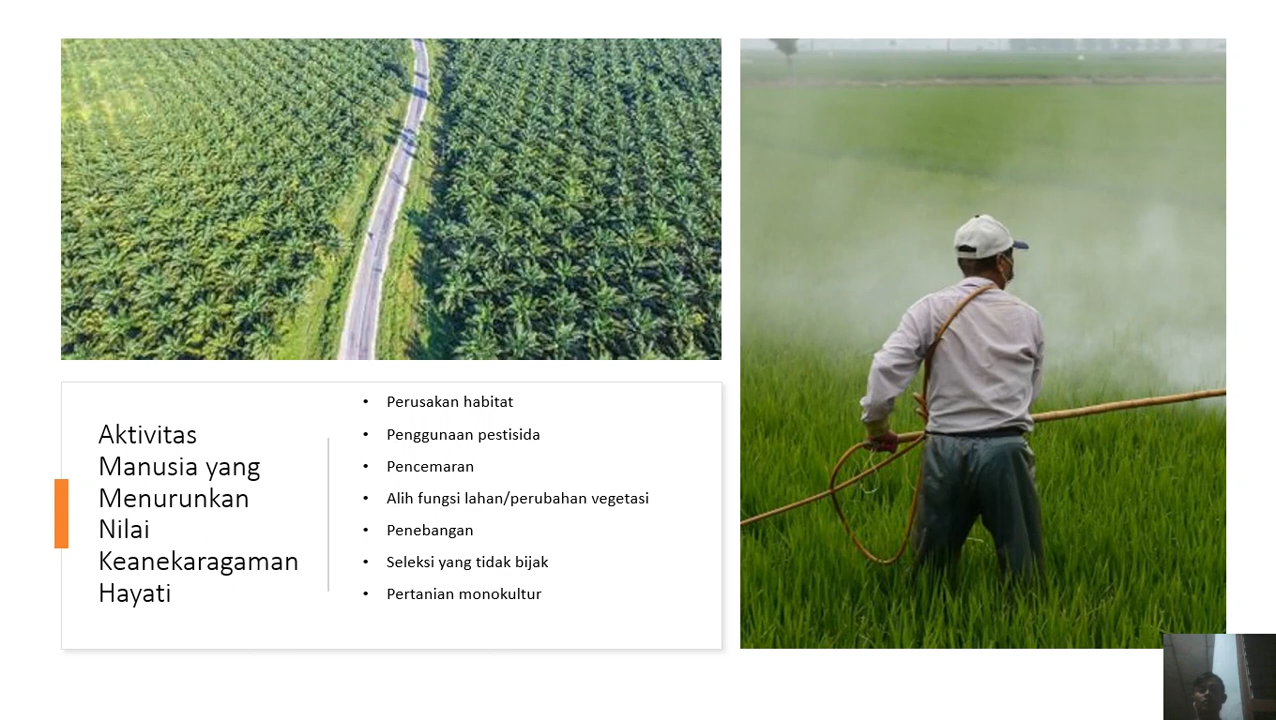 Aktivitas
Manusia yang
Menurunkan
Nilai
Keanekaragaman
Hayati
• Perusakan habitat
• Penggunaan pestisida
• Pencemaran
• Alih fungsi lahan/perubahan vegetasi
• Penebangan
• Seleksi yang tidak bijak
• Pertanian monokultur